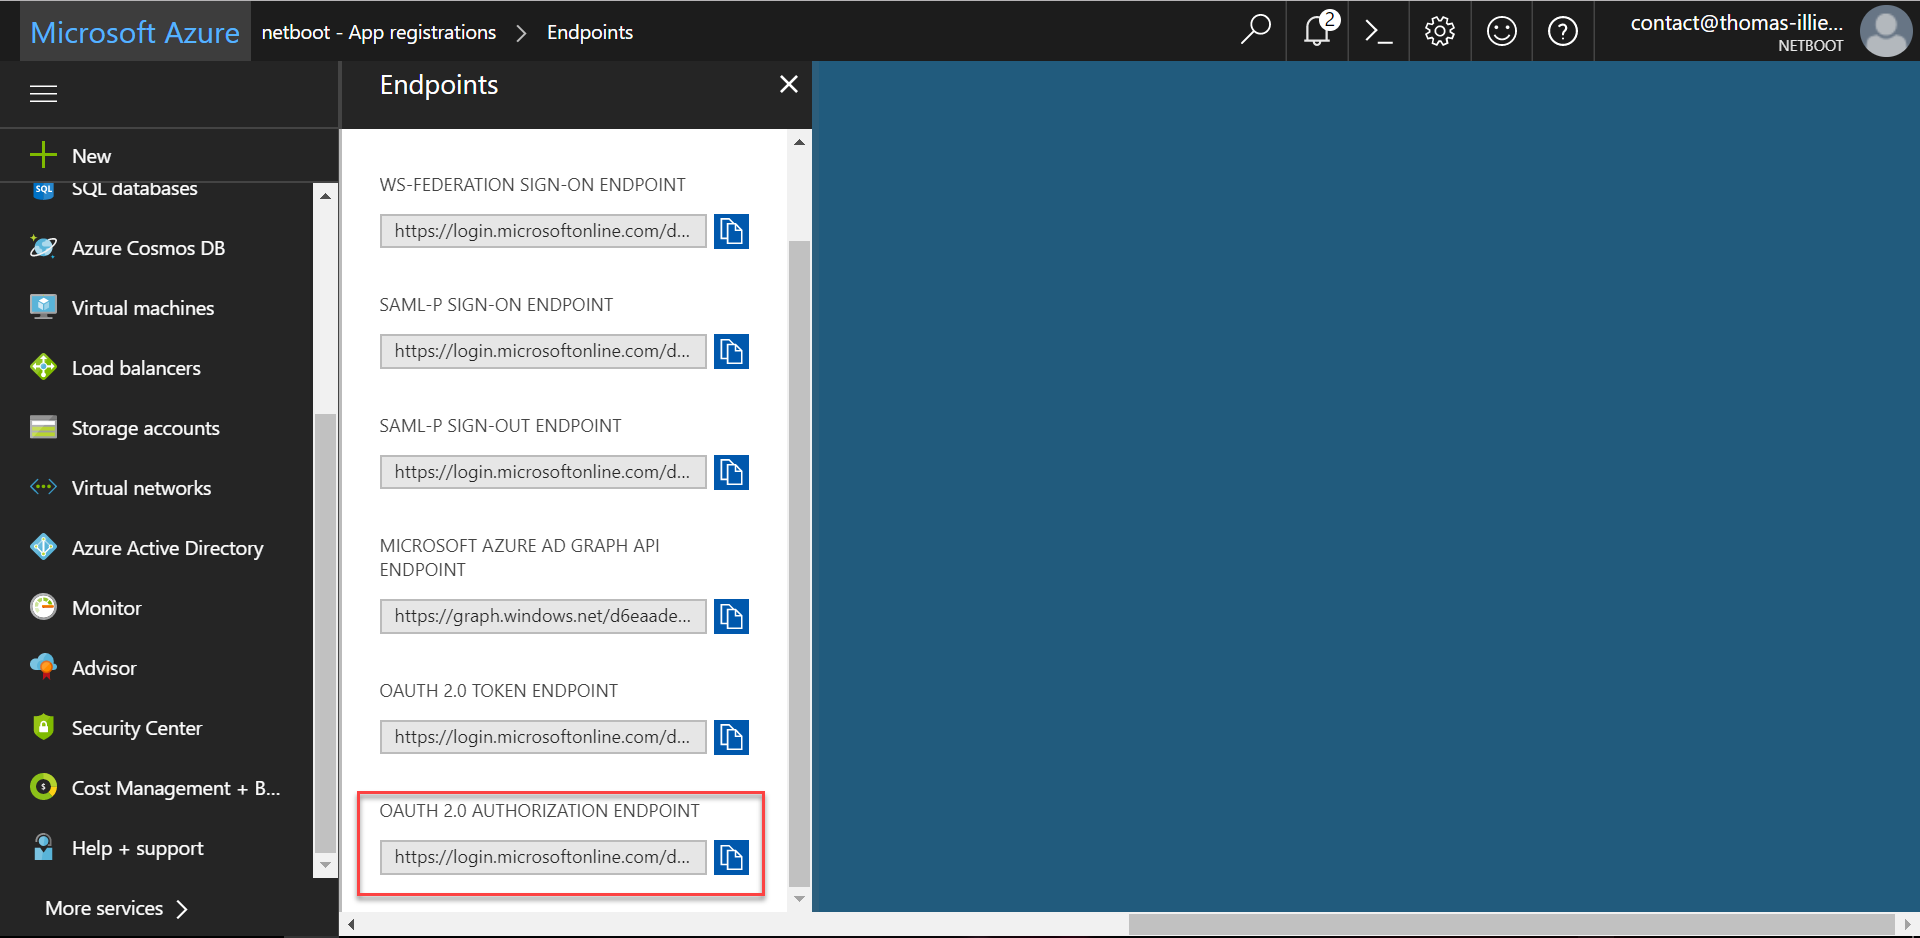 Microsoft Azure
netboot - App registrations
Endpoints
2
contact@thomas-illie...
NETBOOT
New
SQL
SQL databases
Azure Cosmos DB
Virtual machines
Load balancers
Storage accounts
Virtual networks
Azure Active Directory
Monitor
Advisor
Security Center
Cost Management + B...
Help + support
More services
Endpoints
WS-FEDERATION SIGN-ON ENDPOINT
https://login.microsoftonline.com/d...
SAML-P SIGN-ON ENDPOINT
https://login.microsoftonline.com/d...
SAML-P SIGN-OUT ENDPOINT
https://login.microsoftonline.com/d...
MICROSOFT AZURE AD GRAPH API
ENDPOINT
https://graph.windows.net/d6eaade...
OAUTH 2.0 TOKEN ENDPOINT
https://login.microsoftonline.com/d...
OAUTH 2.0 AUTHORIZATION ENDPOINT
https://login.microsoftonline.com/d...